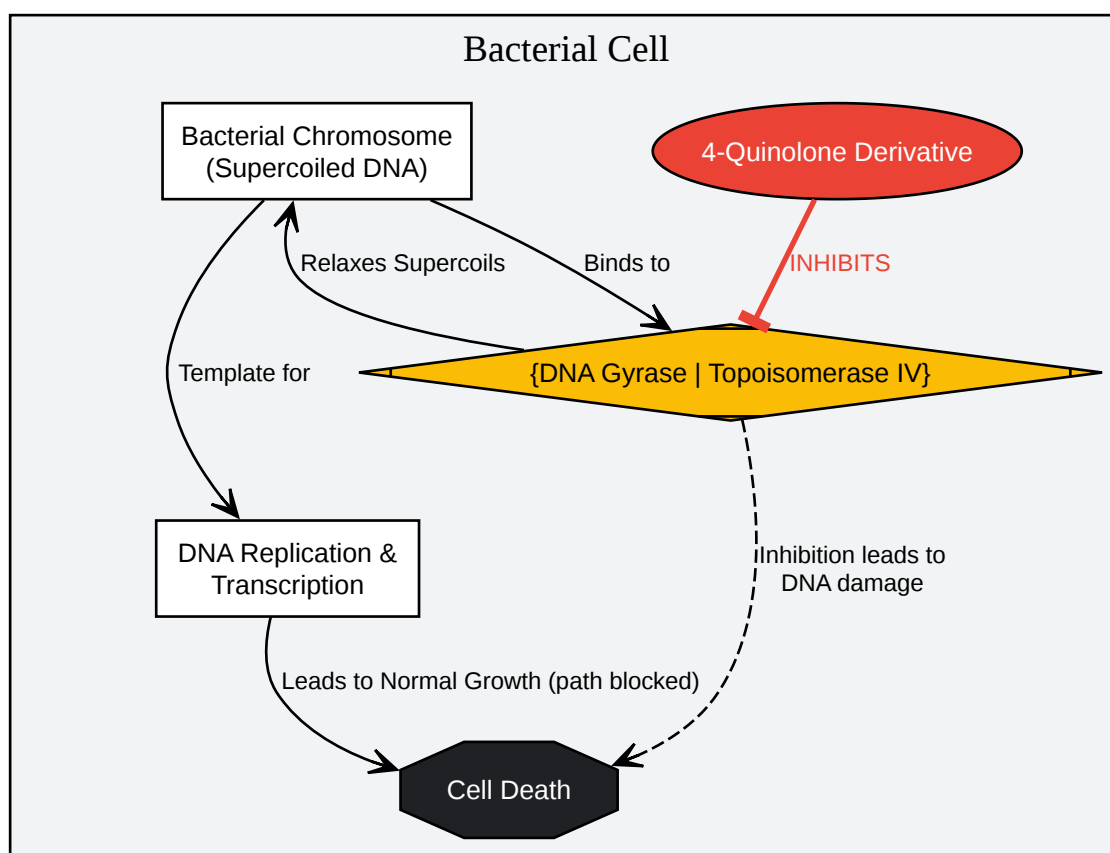 Bacterial Cell
Bacterial Chromosome
(Supercoiled DNA)
4-Quinolone Derivative
Relaxes Supercoils
Binds to
INHIBITS
Template for
{DNA Gyrase | Topoisomerase IV}
DNA Replication &
Transcription
Inhibition leads to
DNA damage
Leads to Normal Growth (path blocked)
Cell Death